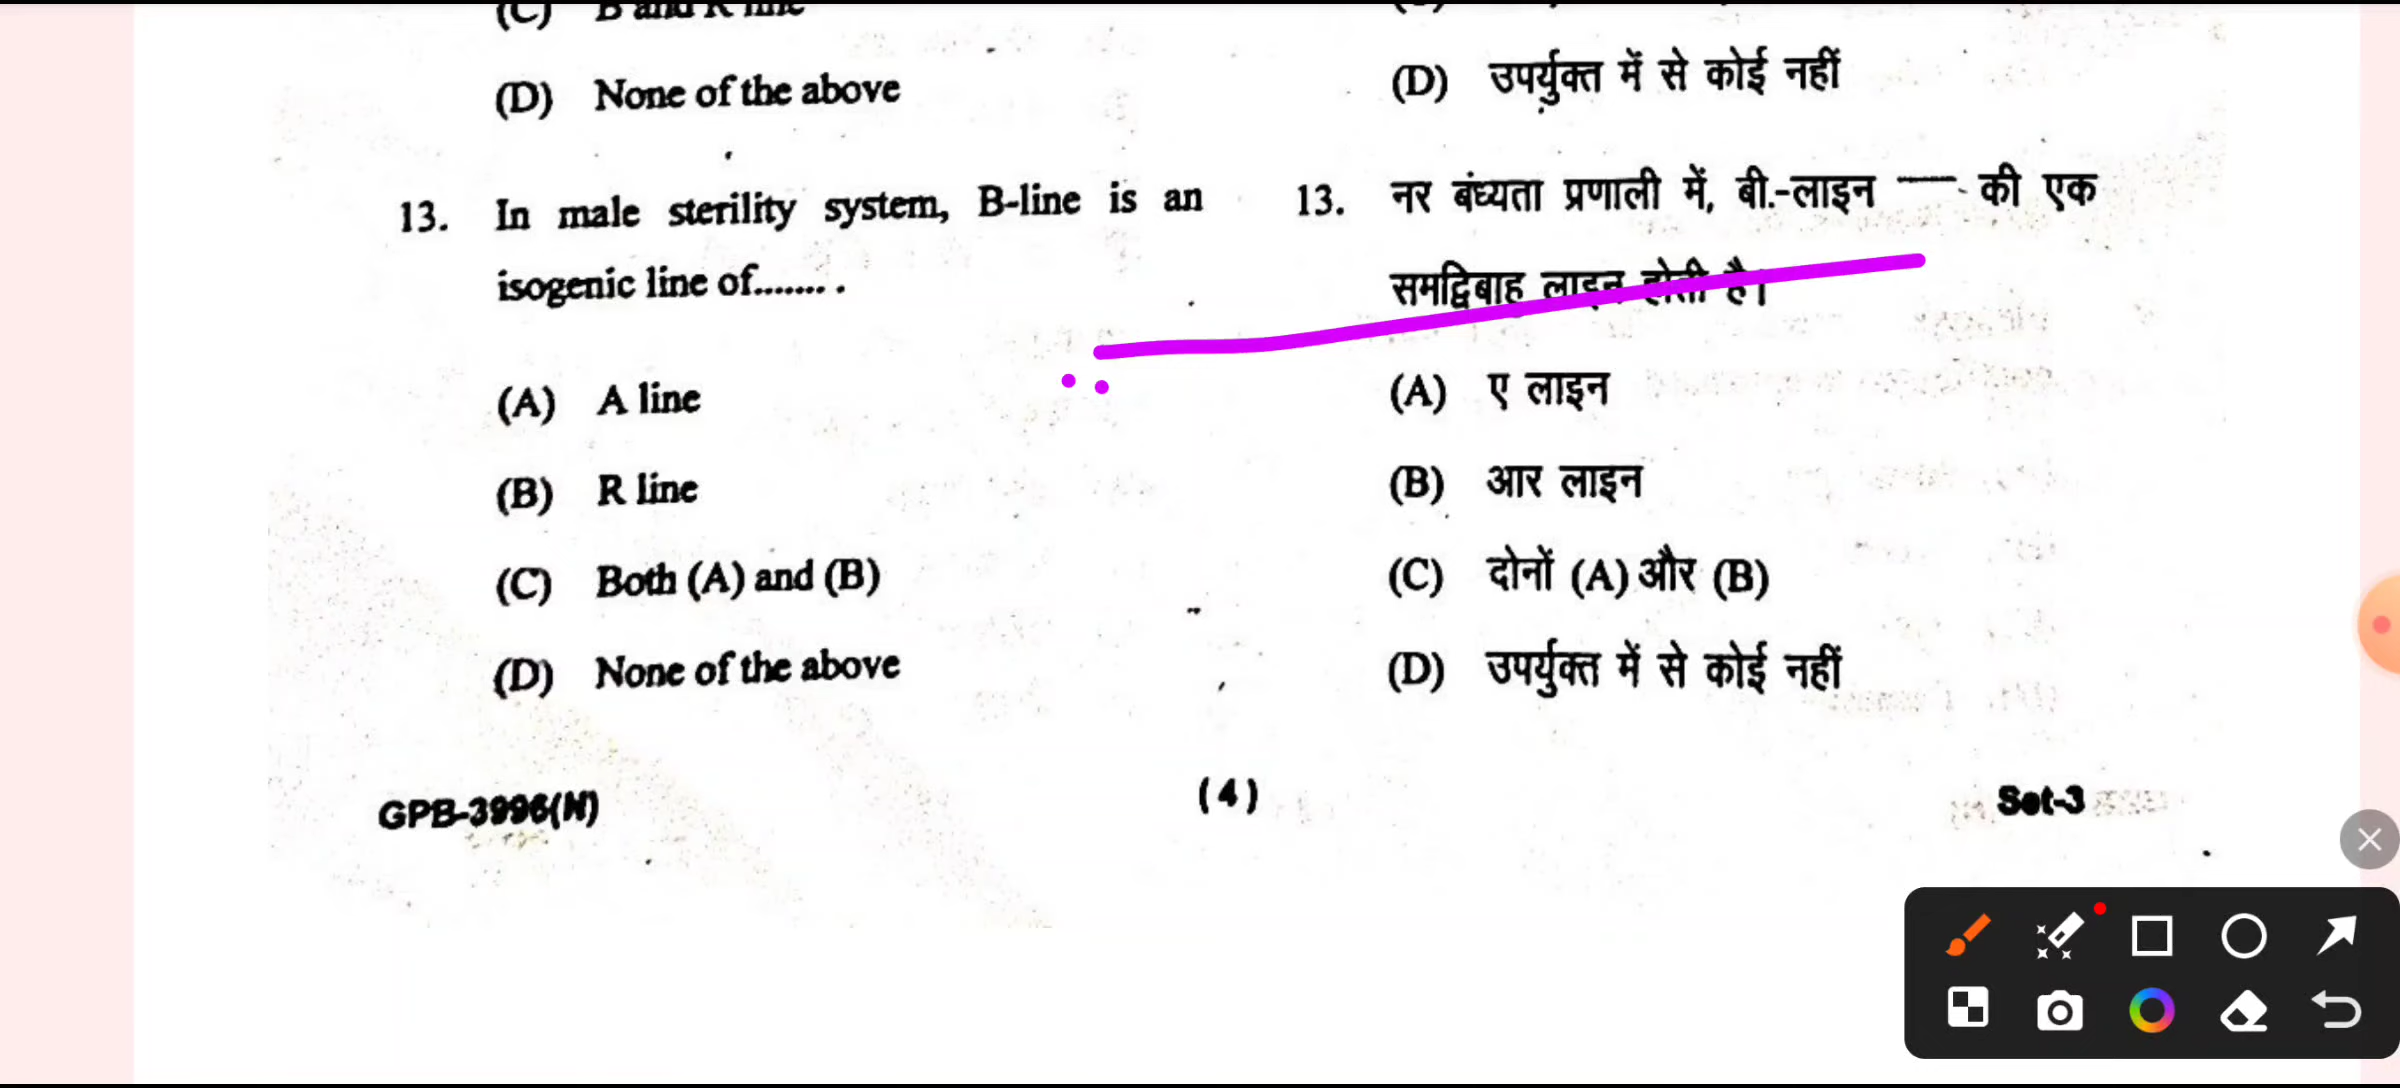 (D) None of the above
13. In male sterility system, B-line is an
isogenic line of........ .
(A) A line
(B) R line
(C) Both (A) and (B)
(D) None of the above
(D) उपर्युक्त में से कोई नहीं
13. नर बंध्यता प्रणाली में, बी.-लाइन —— की एक
समद्विबाहु लाइन होती है।
(A) ए लाइन
(B) आर लाइन
(C) दोनों (A) और (B)
(D) उपर्युक्त में से कोई नहीं
GPB-3996(N) (4) Set-3